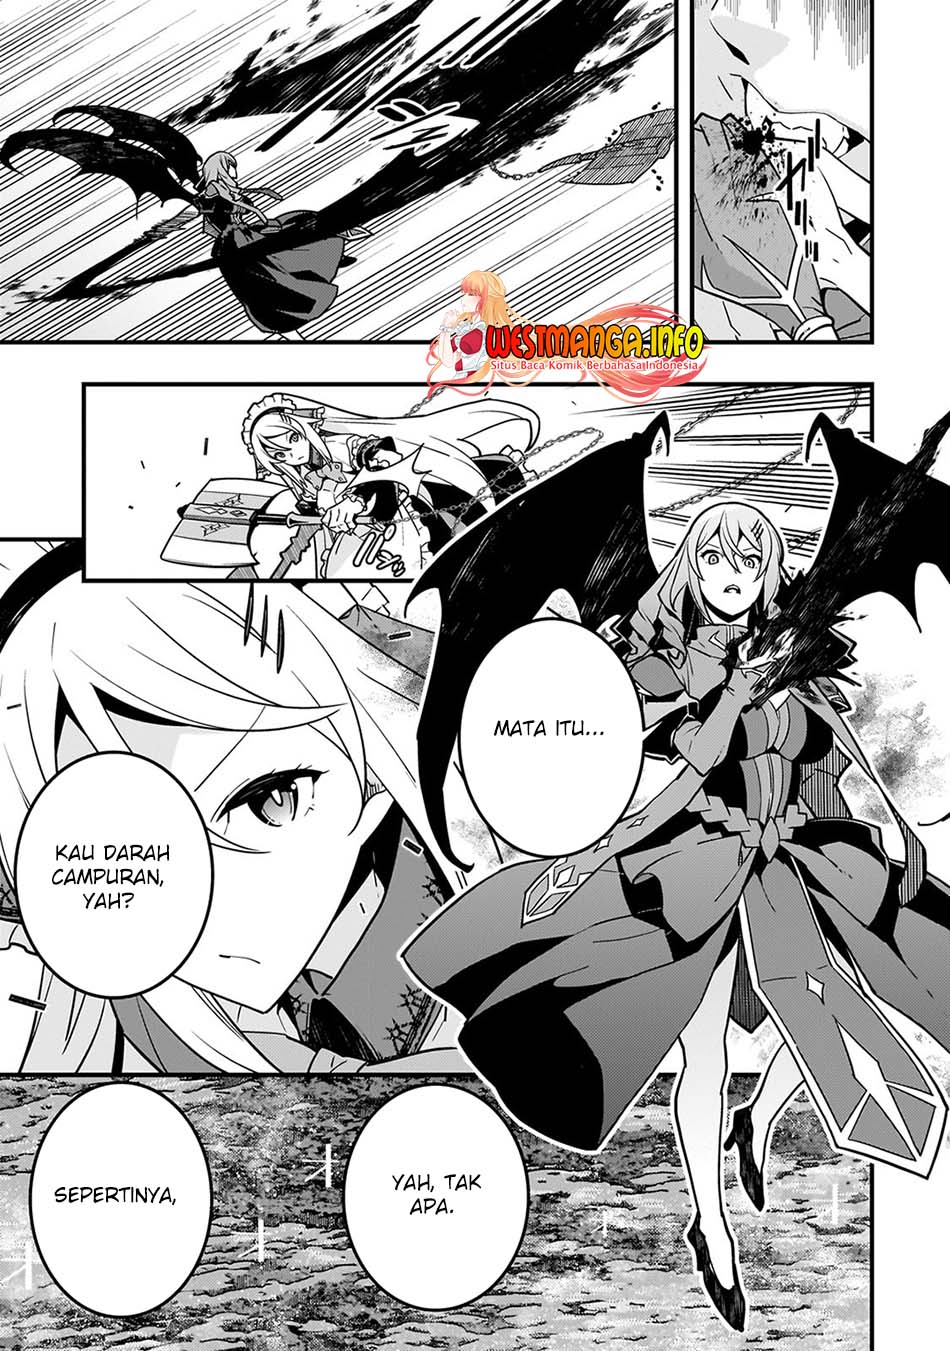 WESTMANGA.INFO
Situs Baca Komik Berbahasa Indonesia
MATA ITU...
KAU DARAH
CAMPURAN,
YAH?
YAH, TAK
APA.
SEPERTINYA,